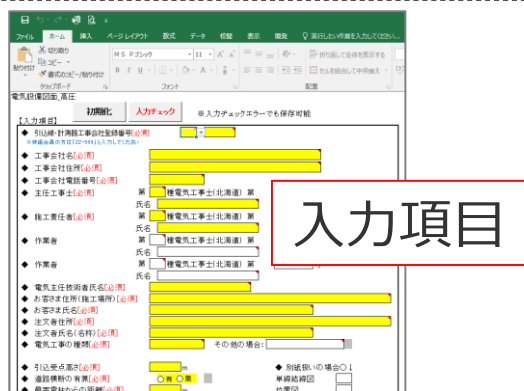 ファイル ホーム 挿入 ページレイアウト 数式 データ 校閲 表示 開発 実行したい作業を入力してください...
切り取り
コピー
貼り付け 書式のコピー/貼り付け
クリップボード
ＭＳ Ｐゴシック 11
B I U
フォント
折り返して全体を表示する
セルを結合して中央揃え
配置
電気設備図面_高圧
初期化 入力チェック ※入力チェックエラーでも保存可能
【入力項目】
◆ 引込線・計測器工事会社登録番号[必須] -
◆ 工事会社名[必須]
◆ 工事会社住所[必須]
◆ 工事会社電話番号[必須]
◆ 主任工事士[必須] 第 種電気工事士(北海道) 第
氏名
◆ 施工責任者[必須] 第 種電気工事士(北海道) 第
氏名
◆ 作業者 第 種電気工事士(北海道) 第
氏名
◆ 作業者 第 種電気工事士(北海道) 第
氏名
◆ 電気主任技術者氏名[必須]
◆ お客さま住所(施工場所)[必須]
◆ お客さま氏名[必須]
◆ 注文者住所[必須]
◆ 注文者氏名(名称)[必須]
◆ 電気工事の種類[必須] その他の場合:
◆ 引込受点高さ[必須] m ◆ 別紙扱いの場合○↓
◆ 道路横断の有無[必須] 有 無 単線結線図
入力項目